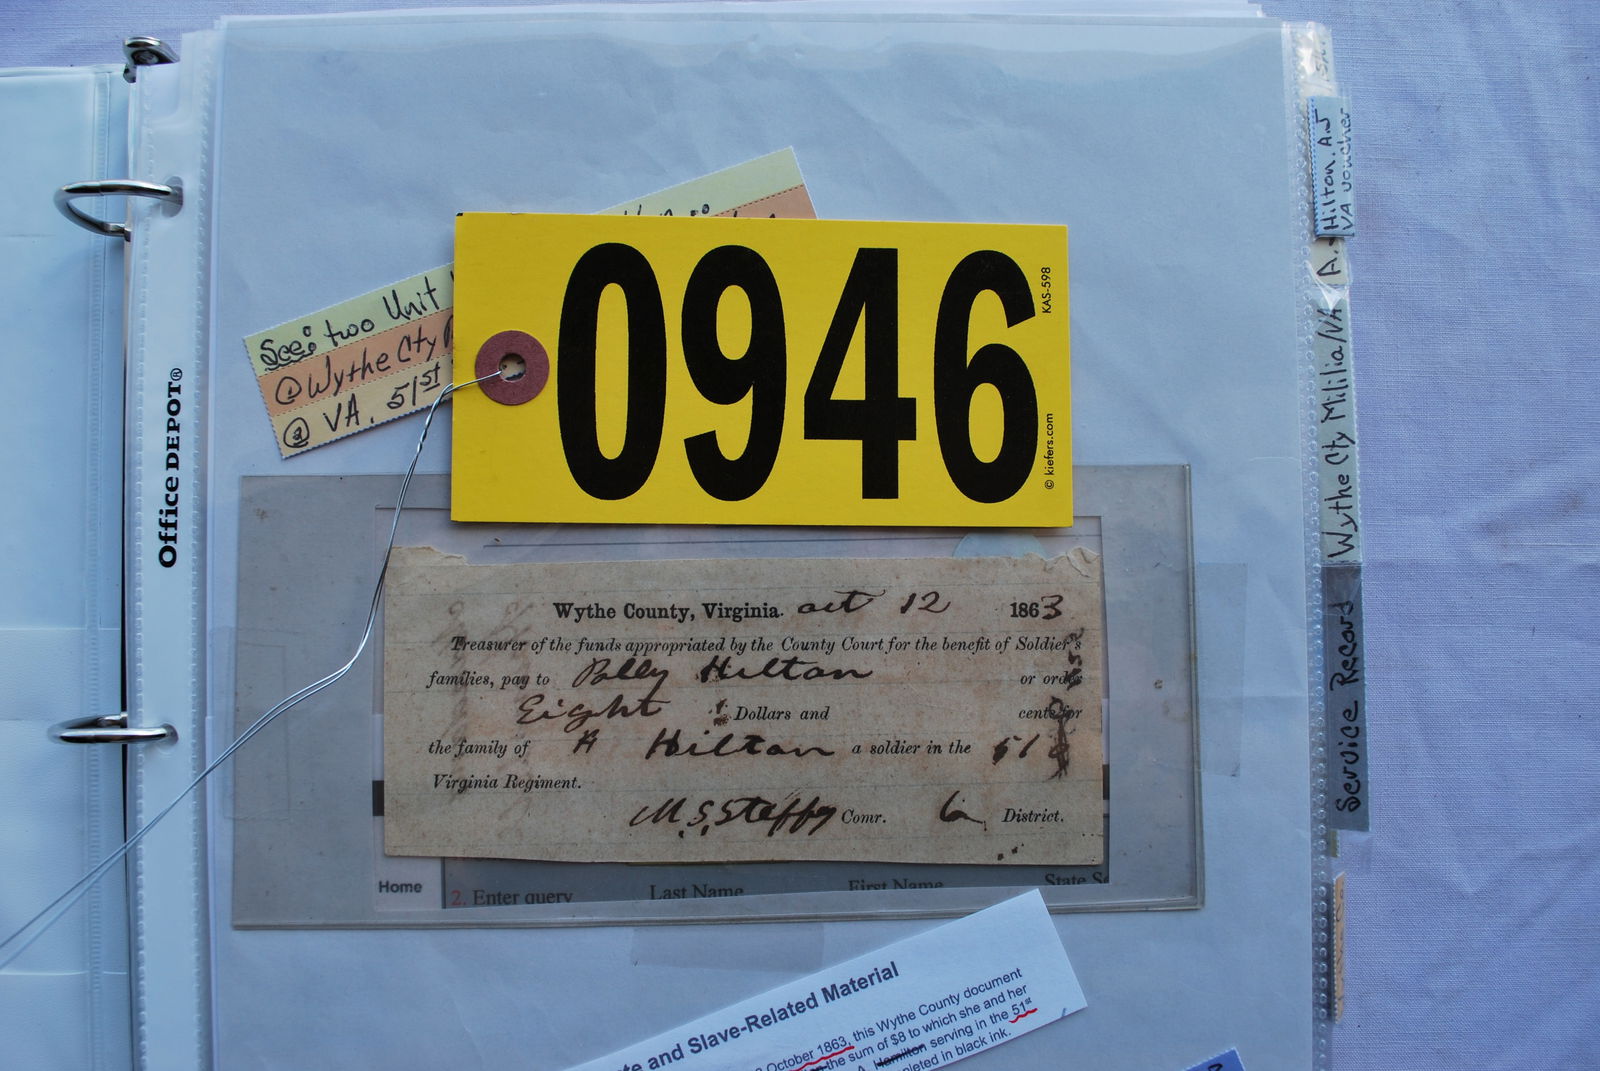 See: two Unit
@ Wythe Cty
@ VA. 51st
0946
KAS-598
© kiefers.com
Office DEPOT®
Wythe County, Virginia. oct 12 1863
Treasurer of the funds appropriated by the County Court for the benefit of Soldier's
families, pay to Polly Hilton or order
Eight Dollars and cents for
the family of A Hilton a soldier in the 51
Virginia Regiment.
M.S. Steffy Comr. 6 District.
Home
2. Enter query Last Name First Name State
and Slave-Related Material
October 1863, this Wythe County document
the sum of $8 to which she and her
A. Hamilton serving in the 51st
in black ink.
Hilton. A.J
VA voucher
Wythe Cty Militia/VA
Service Record